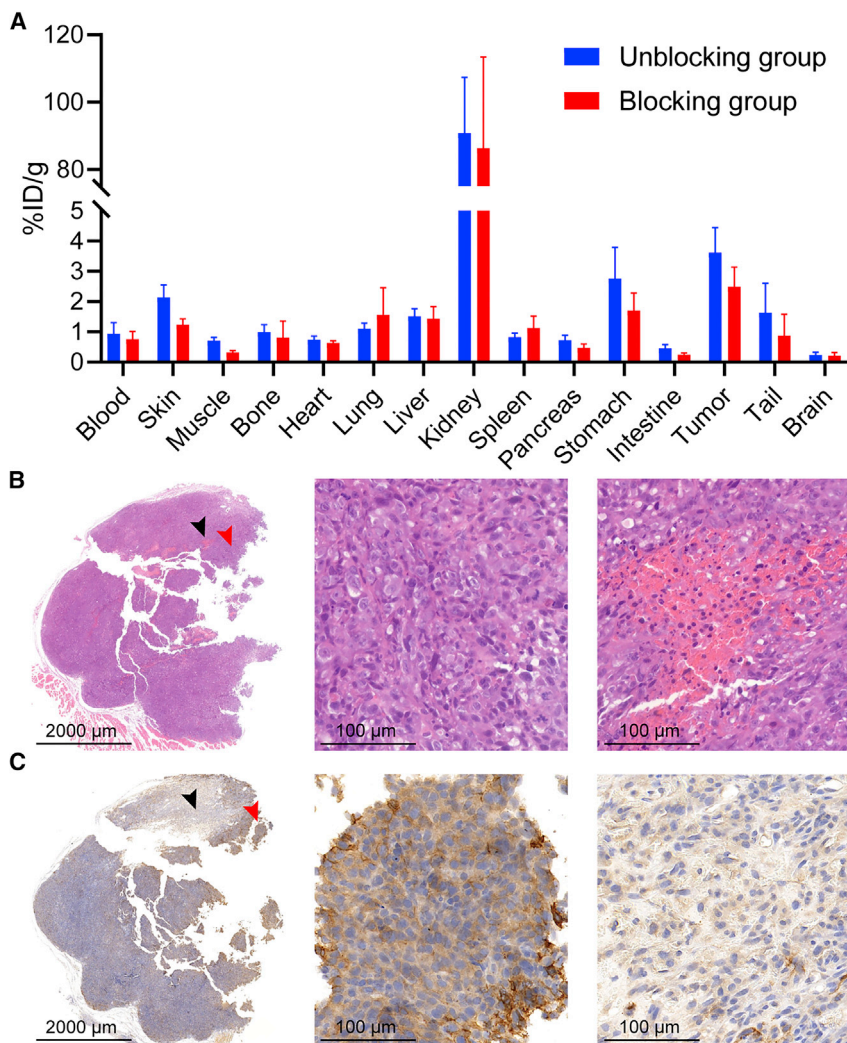 A
120
100
80
5
4
3
2
1
0
%ID/g
Unblocking group
Blocking group
Blood
Skin
Muscle
Bone
Heart
Lung
Liver
Kidney
Spleen
Pancreas
Stomach
Intestine
Tumor
Tail
Brain
B
2000 µm
100 µm
100 µm
C
2000 µm
100 µm
100 µm